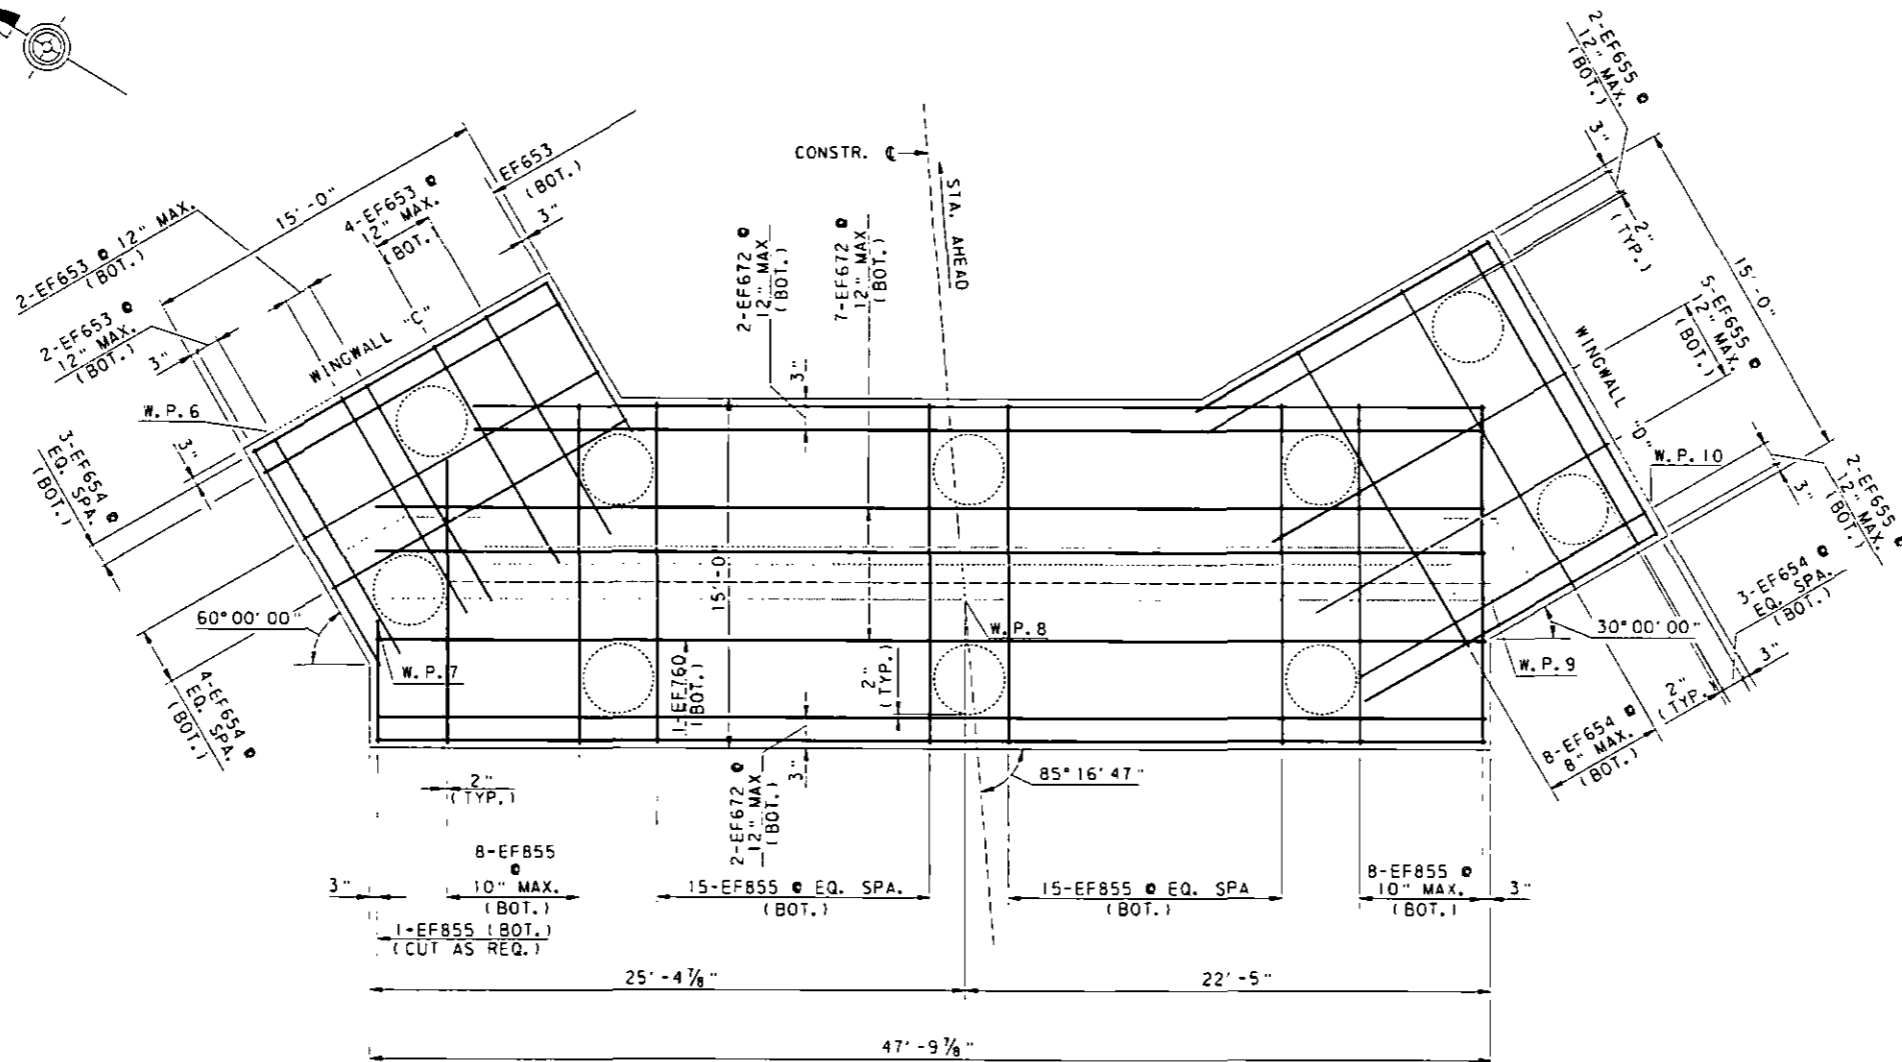 2-EF655 @
12" MAX.
(BOT.)
3"
15'-0"
EF653
(BOT.)
3"
4-EF653 @
12" MAX.
(BOT.)
2-EF653 @ 12" MAX.
(BOT.)
2-EF653 @
12" MAX.
(BOT.)
3"
WINGWALL "C"
W.P.6
3-EF654 @
EQ. SPA.
(BOT.)
3"
CONSTR. ℄
STA. AHEAD
2-EF672 @
12" MAX
(BOT.)
3"
7-EF672 @
12" MAX
(BOT.)
2"
(TYP.)
15'-0"
5-EF655 @
12" MAX.
(BOT.)
WINGWALL "D"
W.P.10
2-EF655 @
12" MAX.
(BOT.)
3"
3-EF654 @
EQ. SPA.
(BOT.)
3"
60°00'00"
W.P.7
4-EF654 @
EQ. SPA.
(BOT.)
15'-0
W.P.8
1-EF760
(BOT.)
2"
(TYP.)
30°00'00"
W.P.9
2"
(TYP.)
8-EF654 @
8" MAX.
(BOT.)
2"
(TYP.)
2-EF672 @
12" MAX
(BOT.)
3"
85°16'47"
3"
8-EF855
@
10" MAX.
(BOT.)
15-EF855 @ EQ. SPA.
(BOT.)
15-EF855 @ EQ. SPA
(BOT.)
8-EF855 @
10" MAX.
(BOT.)
3"
1-EF855 (BOT.)
(CUT AS REQ.)
25'-4⅞"
22'-5"
47'-9⅞"